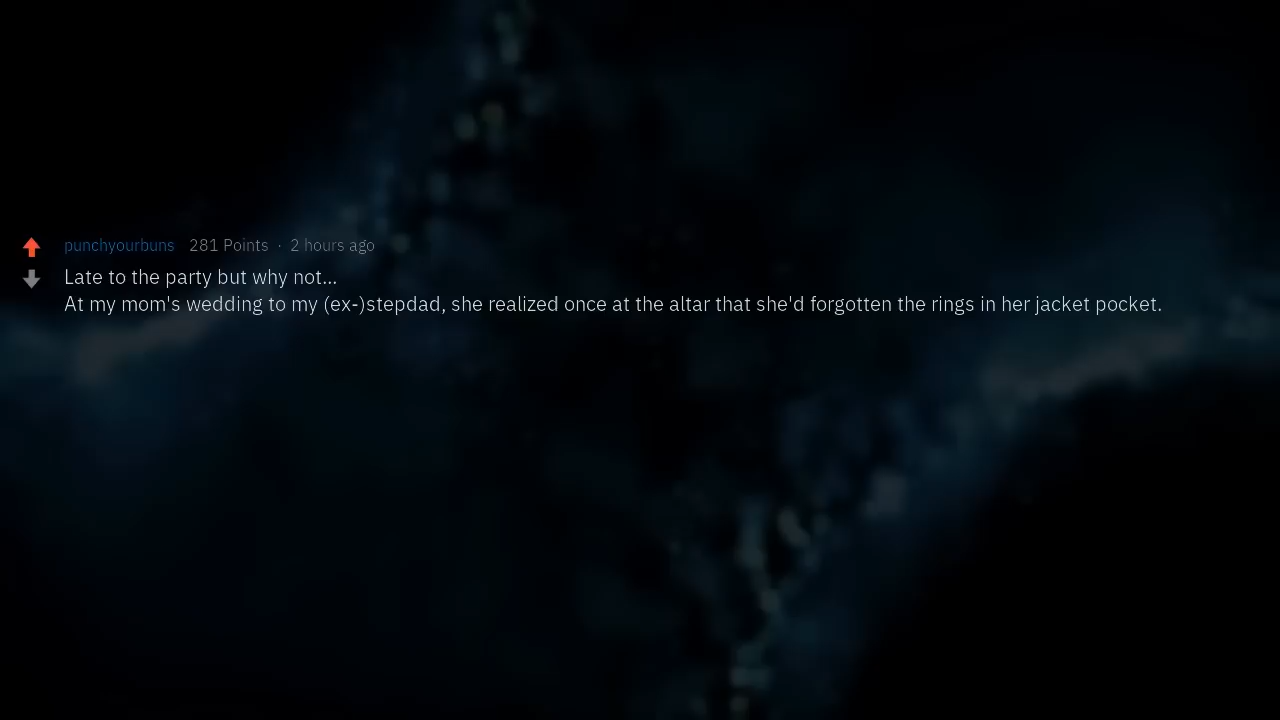 punchyourbuns 281 Points · 2 hours ago
Late to the party but why not...
At my mom's wedding to my (ex-)stepdad, she realized once at the altar that she'd forgotten the rings in her jacket pocket.